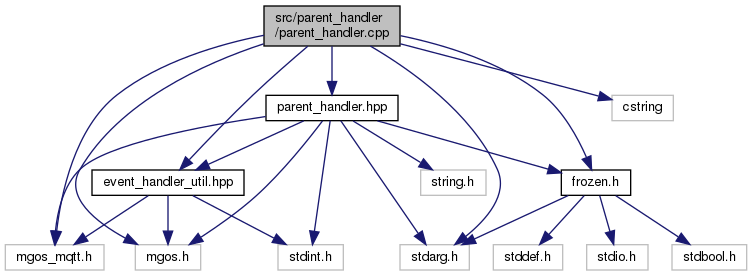 src/parent_handler
/parent_handler.cpp
parent_handler.hpp
cstring
event_handler_util.hpp
string.h
frozen.h
mgos_mqtt.h
mgos.h
stdint.h
stdarg.h
stddef.h
stdio.h
stdbool.h